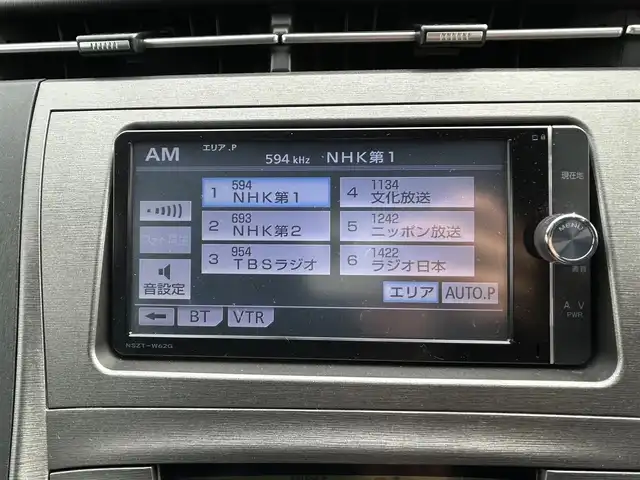 AM エリア.P 594 kHz NHK第1
1 594 NHK第1
4 1134 文化放送
2 693 NHK第2
5 1242 ニッポン放送
3 954 TBSラジオ
6 1422 ラジオ日本
音設定
エリア AUTO.P
BT VTR
NSZT-W62G
現在地
MENU
AV
PWR